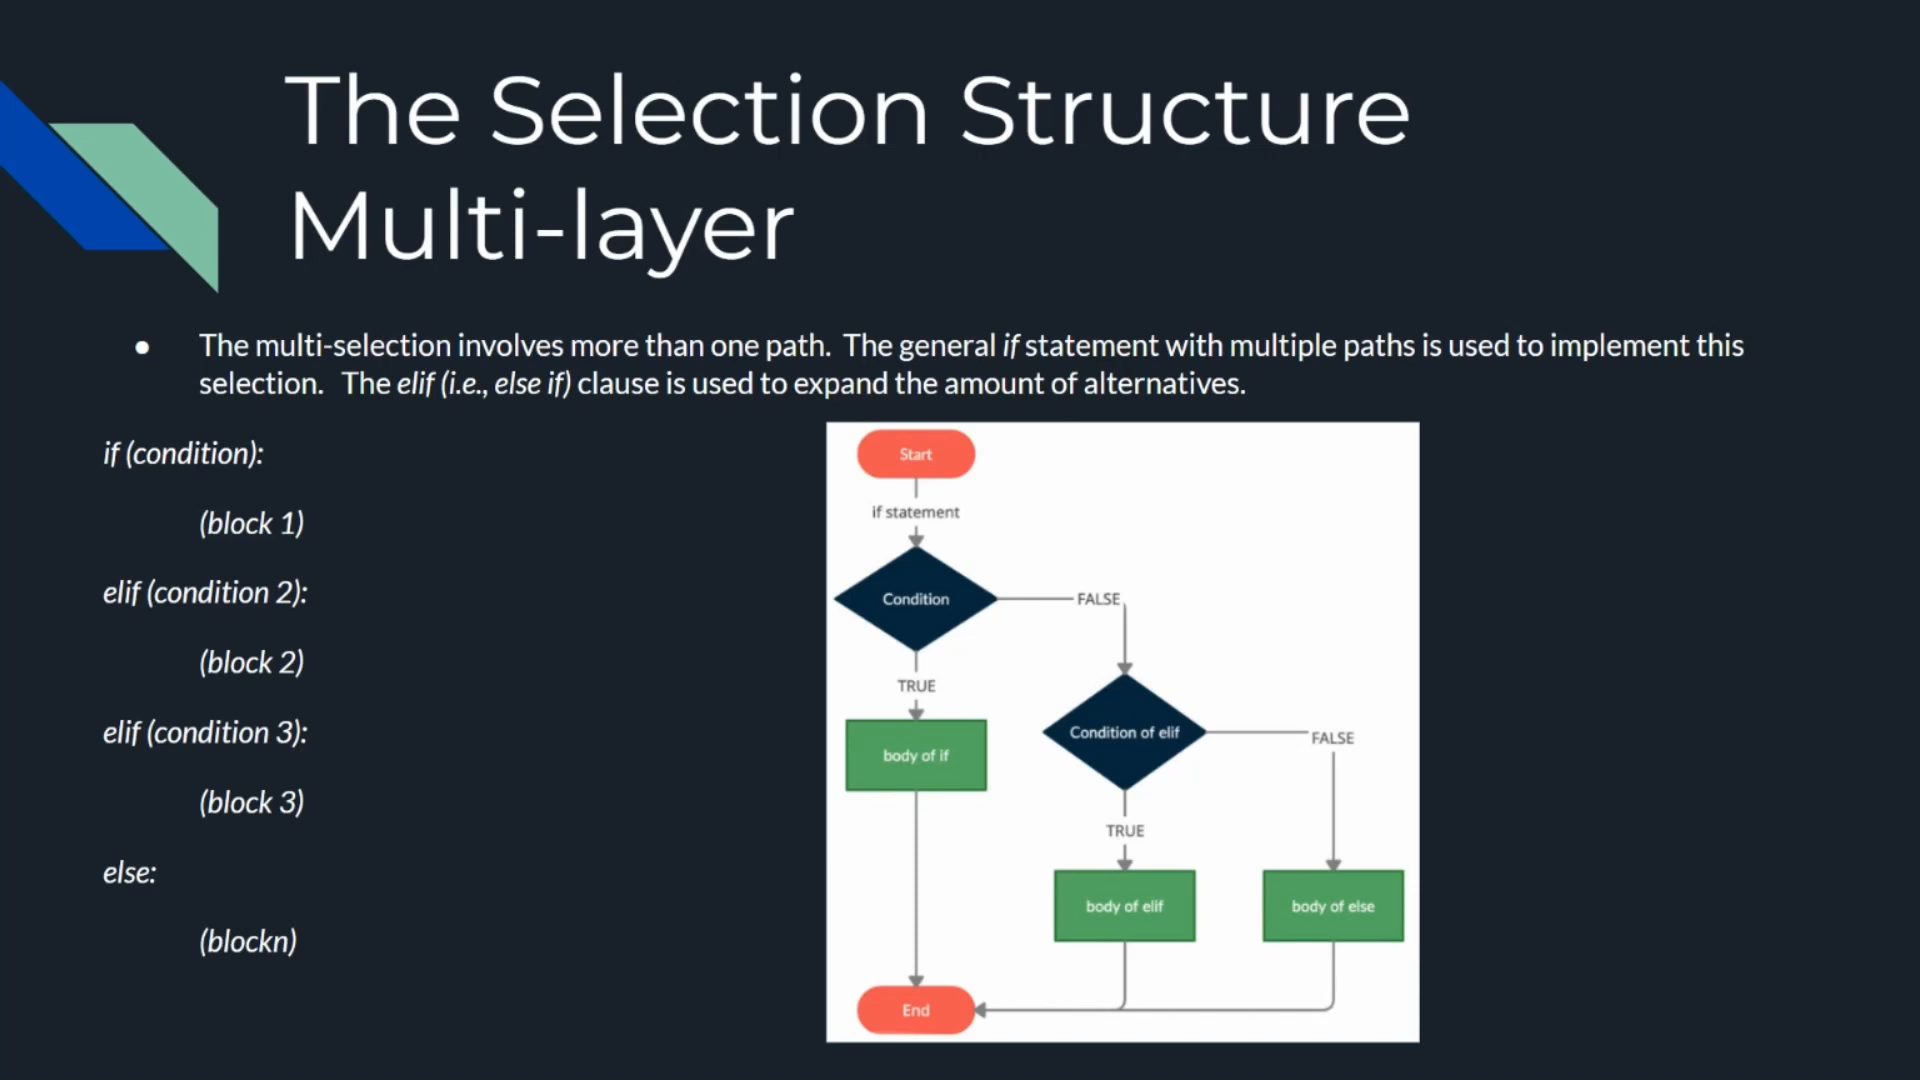 The Selection Structure
Multi-layer
● The multi-selection involves more than one path.  The general if statement with multiple paths is used to implement this
selection.  The elif (i.e., else if) clause is used to expand the amount of alternatives.
if (condition):
(block 1)
elif (condition 2):
(block 2)
elif (condition 3):
(block 3)
else:
(blockn)
Start
if statement
Condition
FALSE
TRUE
body of if
Condition of elif
FALSE
TRUE
body of elif
body of else
End